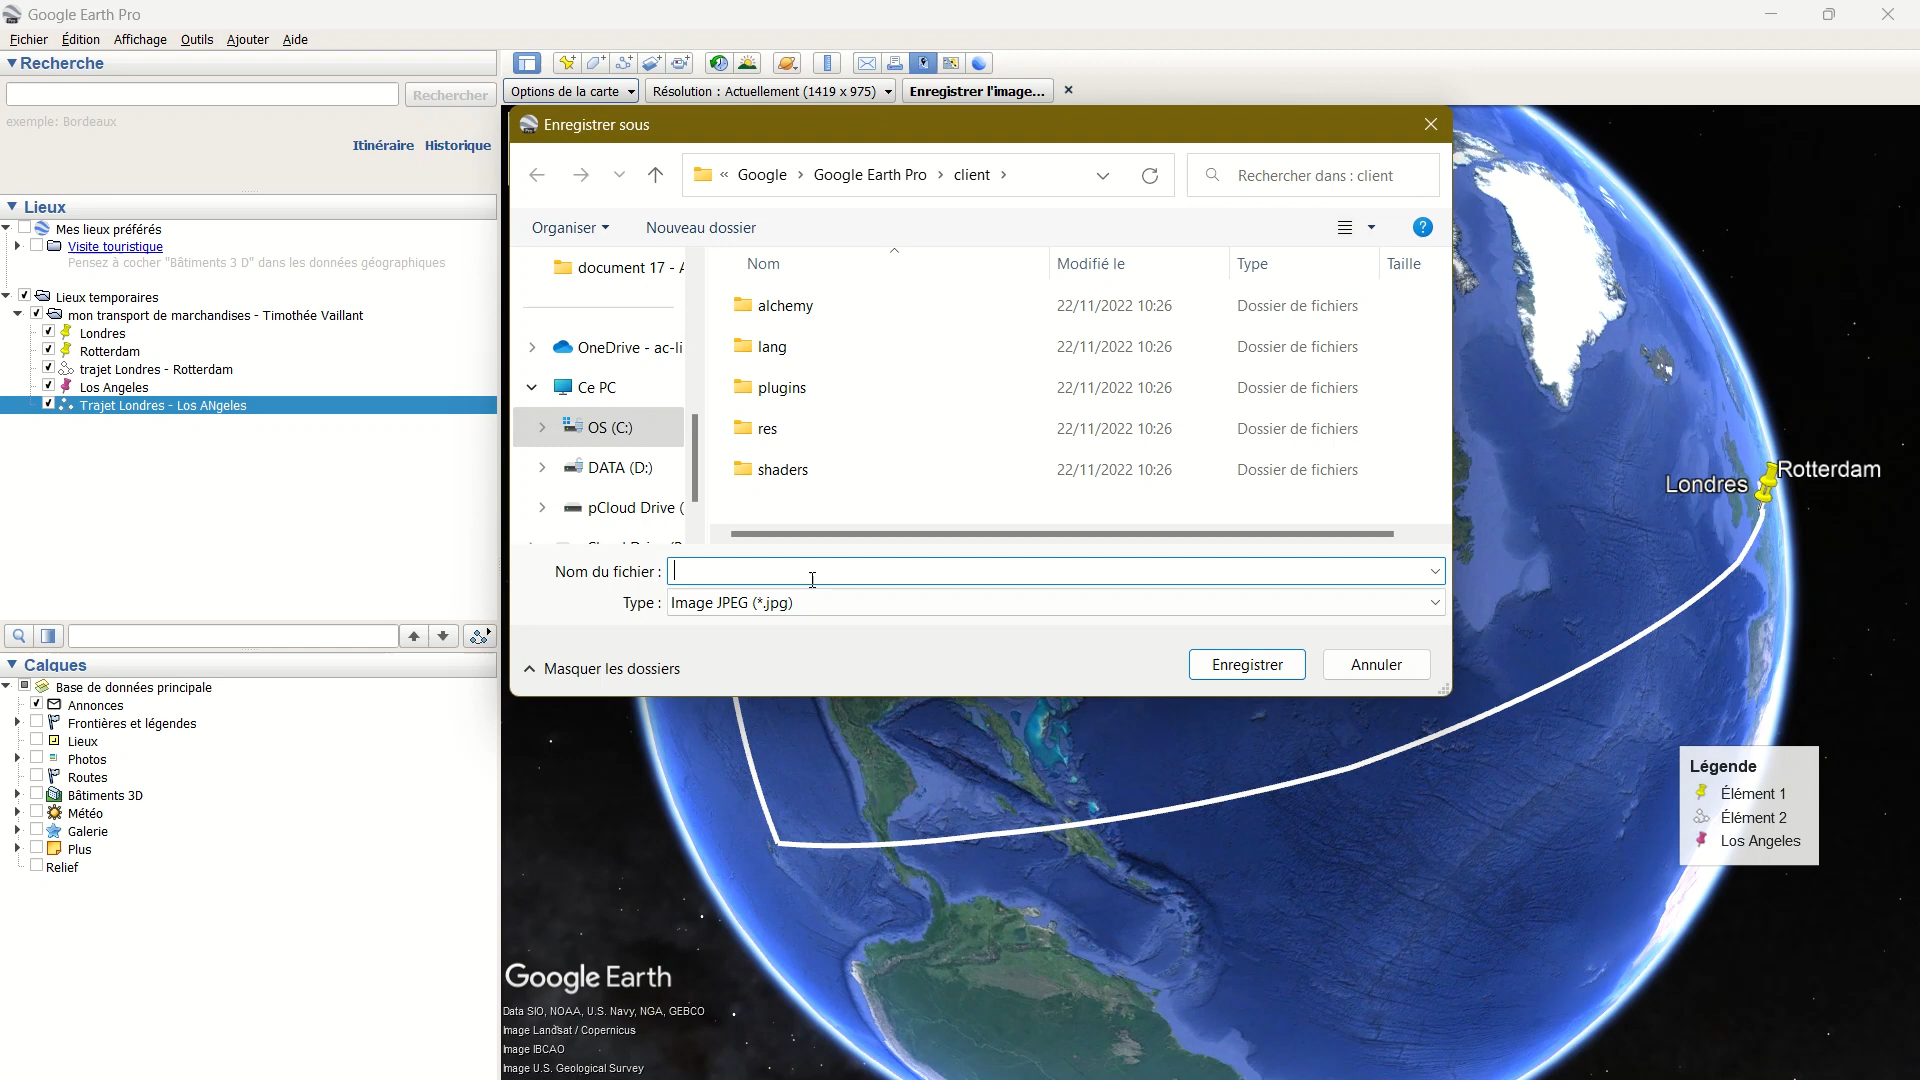 Google Earth Pro
Fichier Édition Affichage Outils Ajouter Aide
Recherche
Rechercher
exemple: Bordeaux
Itinéraire Historique
Options de la carte
Résolution : Actuellement (1419 x 975)
Enregistrer l'image...
Lieux
Mes lieux préférés
Visite touristique
Pensez à cocher "Bâtiments 3 D" dans les données géographiques
Lieux temporaires
mon transport de marchandises - Timothée Vaillant
Londres
Rotterdam
trajet Londres - Rotterdam
Los Angeles
Trajet Londres - Los ANgeles
Calques
Base de données principale
Annonces
Frontières et légendes
Lieux
Photos
Routes
Bâtiments 3D
Météo
Galerie
Plus
Relief
Enregistrer sous
« Google > Google Earth Pro > client >
Rechercher dans : client
Organiser Nouveau dossier
document 17 -
OneDrive - ac-li
Ce PC
OS (C:)
DATA (D:)
pCloud Drive (
Nom Modifié le Type Taille
alchemy 22/11/2022 10:26 Dossier de fichiers
lang 22/11/2022 10:26 Dossier de fichiers
plugins 22/11/2022 10:26 Dossier de fichiers
res 22/11/2022 10:26 Dossier de fichiers
shaders 22/11/2022 10:26 Dossier de fichiers
Nom du fichier :
Type : Image JPEG (*.jpg)
Masquer les dossiers
Enregistrer Annuler
Londres
Rotterdam
Légende
Élément 1
Élément 2
Los Angeles
Google Earth
Data SIO, NOAA, U.S. Navy, NGA, GEBCO
Image Landsat / Copernicus
Image IBCAO
Image U.S. Geological Survey